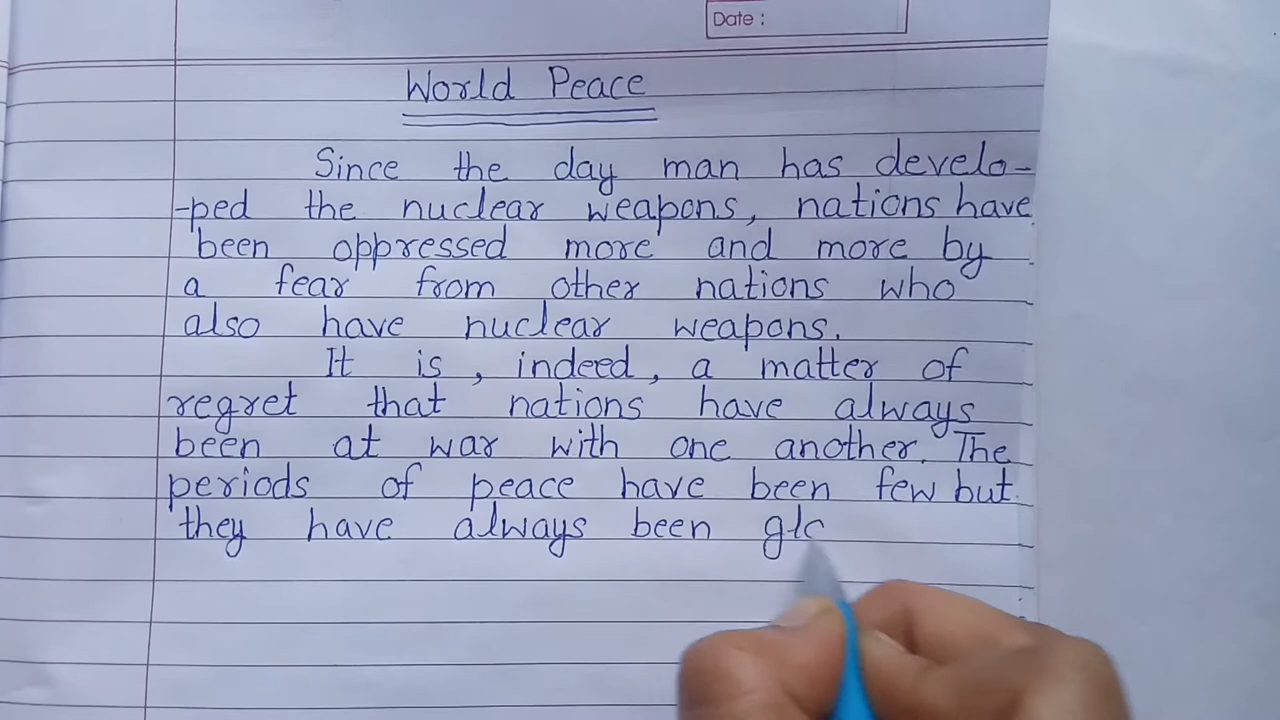 Date :
World Peace
Since the day man has develo-
-ped the nuclear weapons, nations have
been oppressed more and more by
a fear from other nations who
also have nuclear weapons.
It is, indeed, a matter of
regret that nations have always
been at war with one another. The
periods of peace have been few but
they have always been glo